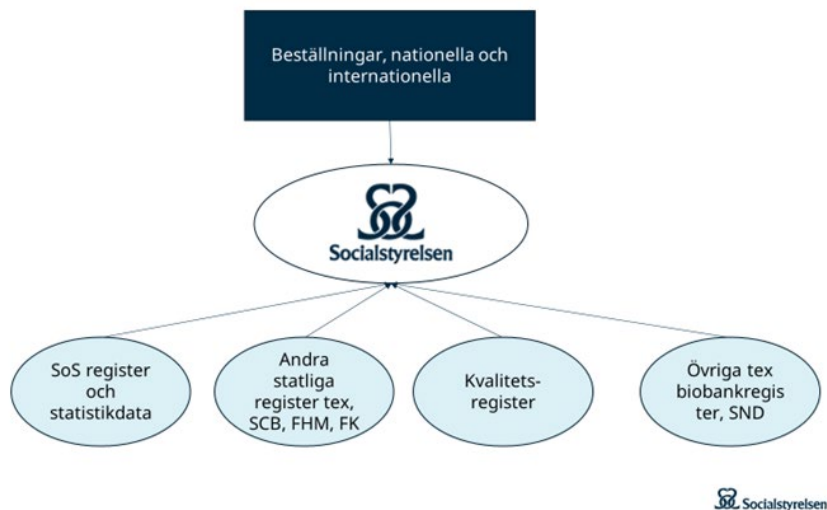 Beställningar, nationella och
internationella
Socialstyrelsen
SoS register
och
statistikdata
Andra
statliga
register tex,
SCB, FHM, FK
Kvalitets-
register
Övriga tex
biobankregis
ter, SND
Socialstyrelsen